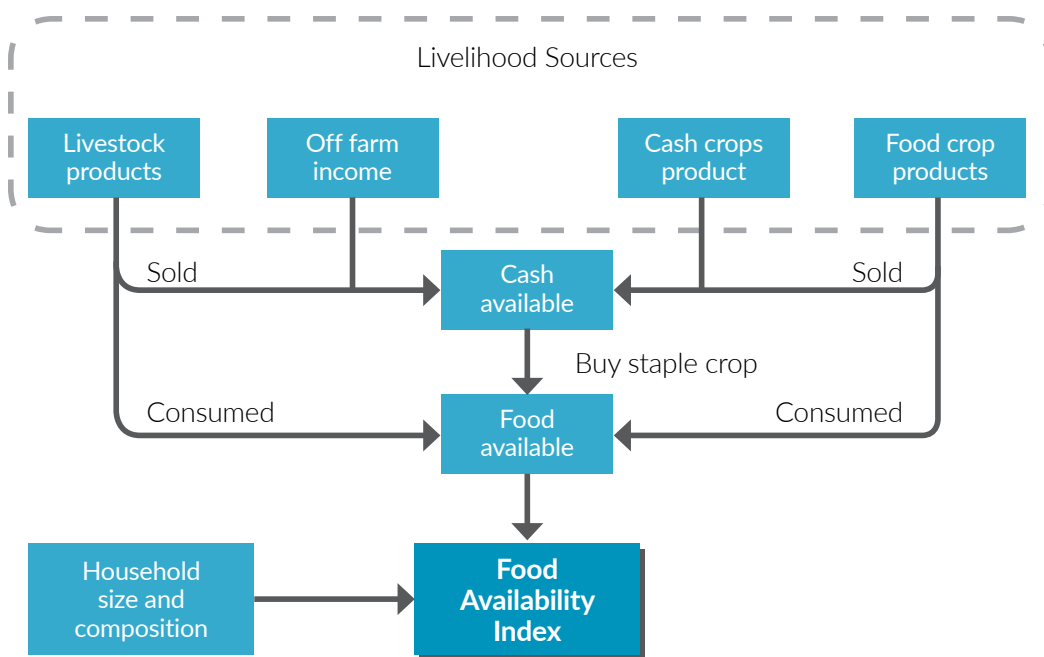 Livelihood Sources
Livestock
products
Off farm
income
Cash crops
product
Food crop
products
Sold
Cash
available
Sold
Buy staple crop
Consumed
Food
available
Consumed
Household
size and
composition
Food
Availability
Index